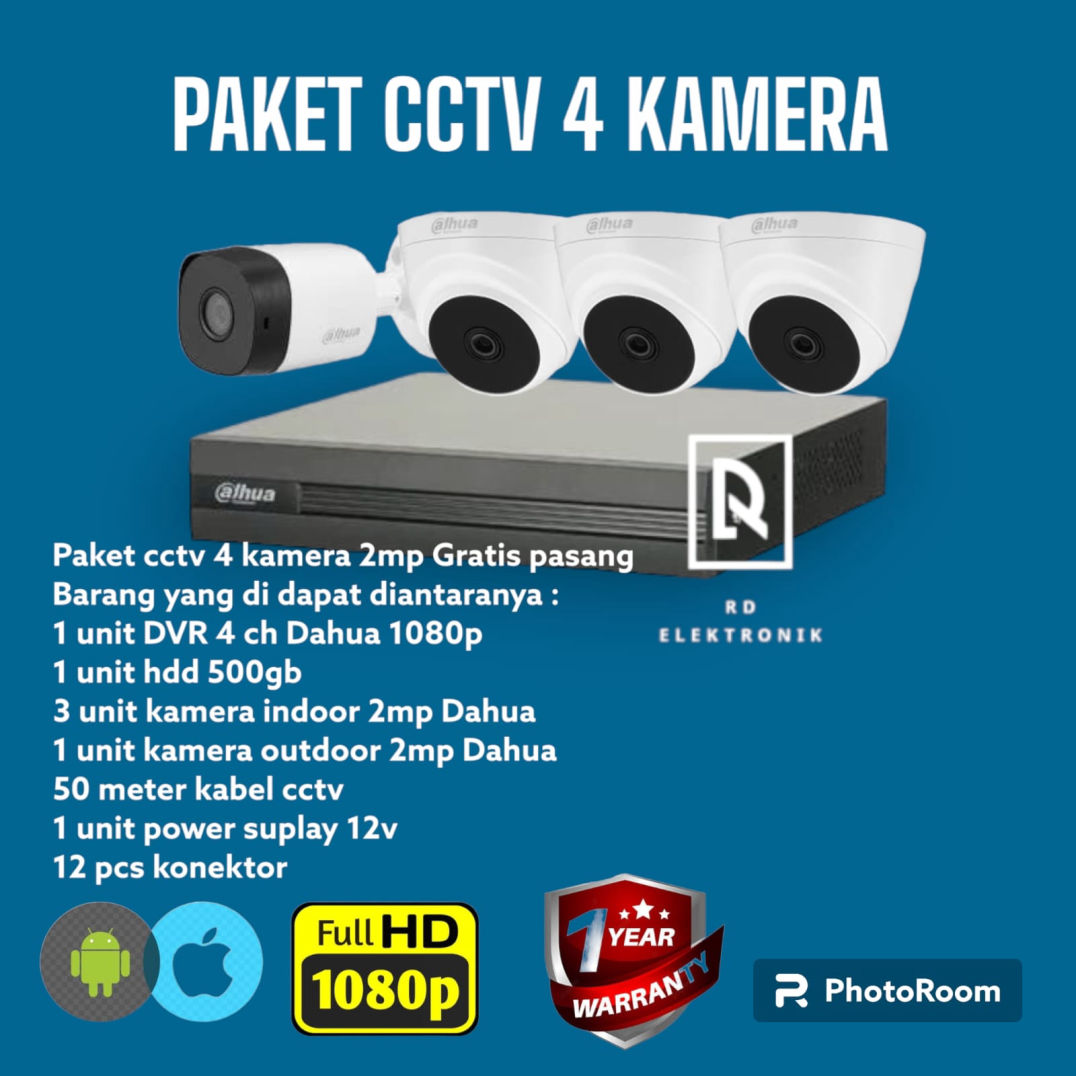 PAKET CCTV 4 KAMERA
alhua
alhua
alhua
alhua
alhua
Paket cctv 4 kamera 2mp Gratis pasang
Barang yang di dapat diantaranya :
1 unit DVR 4 ch Dahua 1080p
1 unit hdd 500gb
3 unit kamera indoor 2mp Dahua
1 unit kamera outdoor 2mp Dahua
50 meter kabel cctv
1 unit power suplay 12v
12 pcs konektor
RD
ELEKTRONIK
Full HD
1080p
1 YEAR
WARRANTY
PhotoRoom